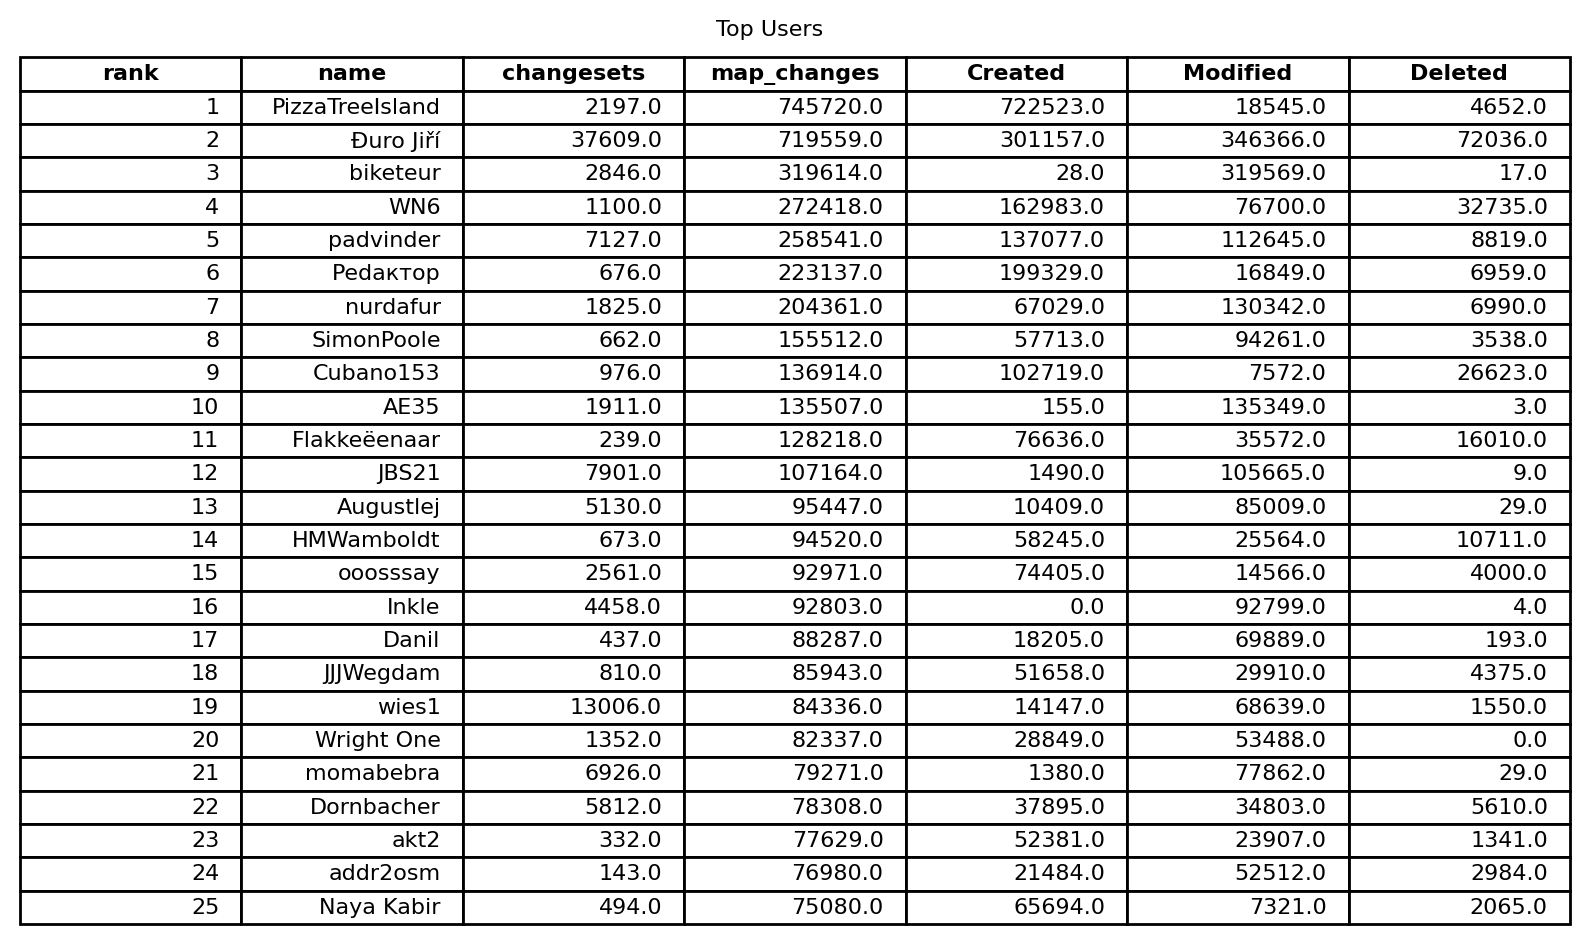 Top Users
rank name changesets map_changes Created Modified Deleted
1 PizzaTreeIsland 2197.0 745720.0 722523.0 18545.0 4652.0
2 Đuro Jiří 37609.0 719559.0 301157.0 346366.0 72036.0
3 biketeur 2846.0 319614.0 28.0 319569.0 17.0
4 WN6 1100.0 272418.0 162983.0 76700.0 32735.0
5 padvinder 7127.0 258541.0 137077.0 112645.0 8819.0
6 Редактор 676.0 223137.0 199329.0 16849.0 6959.0
7 nurdafur 1825.0 204361.0 67029.0 130342.0 6990.0
8 SimonPoole 662.0 155512.0 57713.0 94261.0 3538.0
9 Cubano153 976.0 136914.0 102719.0 7572.0 26623.0
10 AE35 1911.0 135507.0 155.0 135349.0 3.0
11 Flakkeëenaar 239.0 128218.0 76636.0 35572.0 16010.0
12 JBS21 7901.0 107164.0 1490.0 105665.0 9.0
13 Augustlej 5130.0 95447.0 10409.0 85009.0 29.0
14 HMWamboldt 673.0 94520.0 58245.0 25564.0 10711.0
15 ooosssay 2561.0 92971.0 74405.0 14566.0 4000.0
16 Inkle 4458.0 92803.0 0.0 92799.0 4.0
17 Danil 437.0 88287.0 18205.0 69889.0 193.0
18 JJJWegdam 810.0 85943.0 51658.0 29910.0 4375.0
19 wies1 13006.0 84336.0 14147.0 68639.0 1550.0
20 Wright One 1352.0 82337.0 28849.0 53488.0 0.0
21 momabebra 6926.0 79271.0 1380.0 77862.0 29.0
22 Dornbacher 5812.0 78308.0 37895.0 34803.0 5610.0
23 akt2 332.0 77629.0 52381.0 23907.0 1341.0
24 addr2osm 143.0 76980.0 21484.0 52512.0 2984.0
25 Naya Kabir 494.0 75080.0 65694.0 7321.0 2065.0